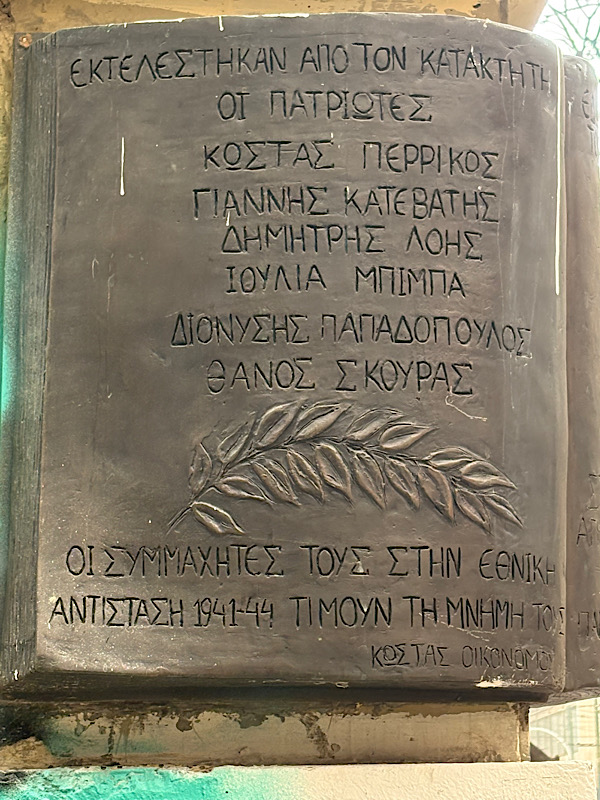 ΕΚΤΕΛΕΣΤΗΚΑΝ ΑΠΟ ΤΟΝ ΚΑΤΑΚΤΗΤΗ
ΟΙ ΠΑΤΡΙΩΤΕΣ
ΚΩΣΤΑΣ ΠΕΡΡΙΚΟΣ
ΓΙΑΝΝΗΣ ΚΑΤΕΒΑΤΗΣ
ΔΗΜΗΤΡΗΣ ΛΟΗΣ
ΙΟΥΛΙΑ ΜΠΙΜΠΑ
ΔΙΟΝΥΣΗΣ ΠΑΠΑΔΟΠΟΥΛΟΣ
ΘΑΝΟΣ ΣΚΟΥΡΑΣ
ΟΙ ΣΥΜΜΑΧΗΤΕΣ ΤΟΥΣ ΣΤΗΝ ΕΘΝΙΚΗ
ΑΝΤΙΣΤΑΣΗ 1941-44 ΤΙΜΟΥΝ ΤΗ ΜΝΗΜΗ ΤΟΥΣ
ΚΩΣΤΑΣ ΟΙΚΟΝΟΜΟΥ